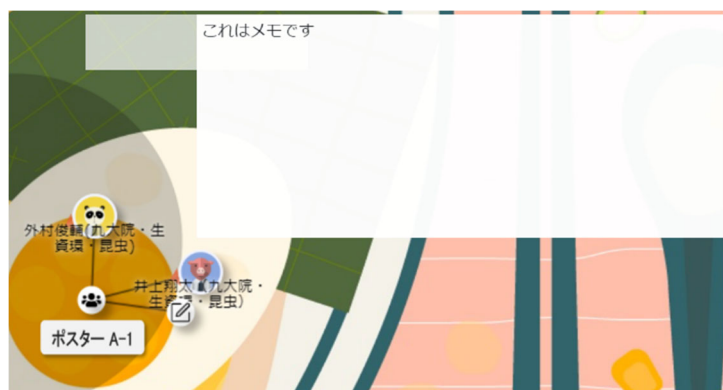 これはメモです
外村俊輔(九大院・生
資環・昆虫)
井上翔太(九大院・
生資環・昆虫)
ポスター A-1